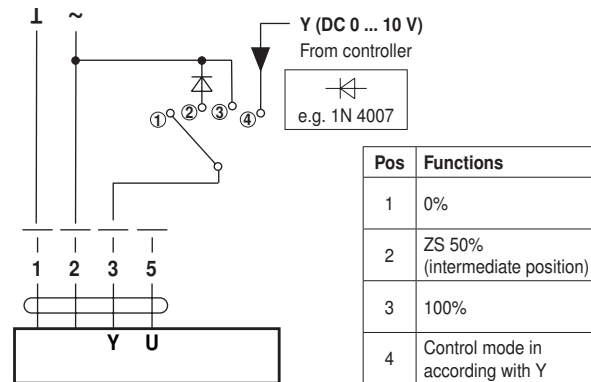 ⊥ ~
Y (DC 0 ... 10 V)
From controller
① ② ③ ④
e.g. 1N 4007
1 2 3 5
Y U
Pos Functions
1 0%
2 ZS 50%
(intermediate position)
3 100%
4 Control mode in
according with Y